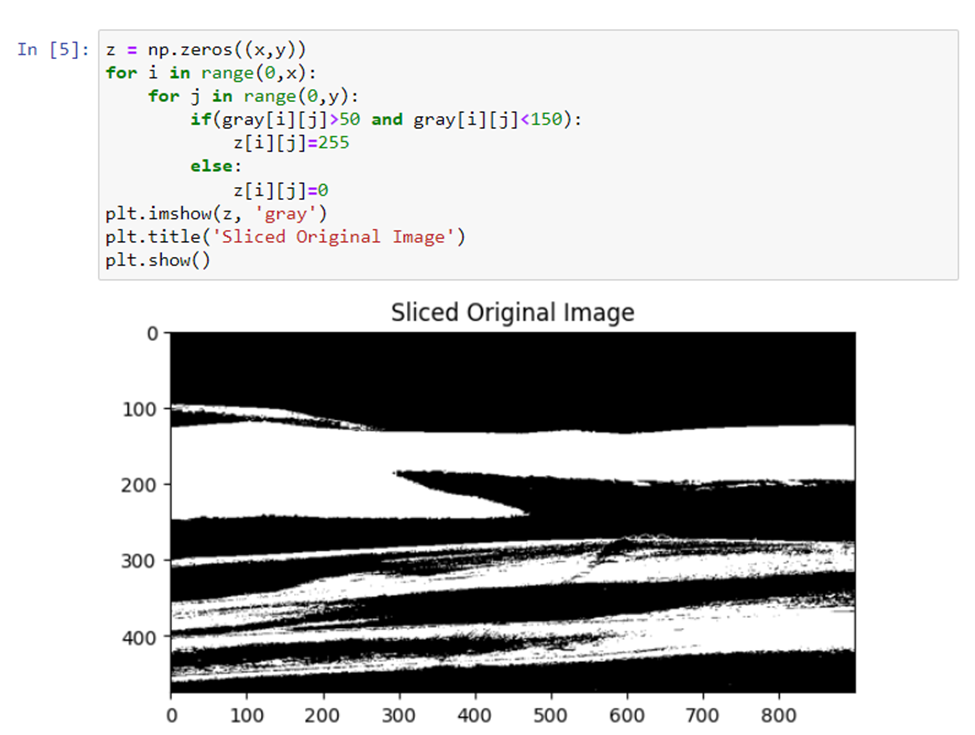 In [5]: z = np.zeros((x,y))
for i in range(0,x):
    for j in range(0,y):
        if(gray[i][j]>50 and gray[i][j]<150):
            z[i][j]=255
        else:
            z[i][j]=0
plt.imshow(z, 'gray')
plt.title('Sliced Original Image')
plt.show()
Sliced Original Image
0
100
200
300
400
0 100 200 300 400 500 600 700 800